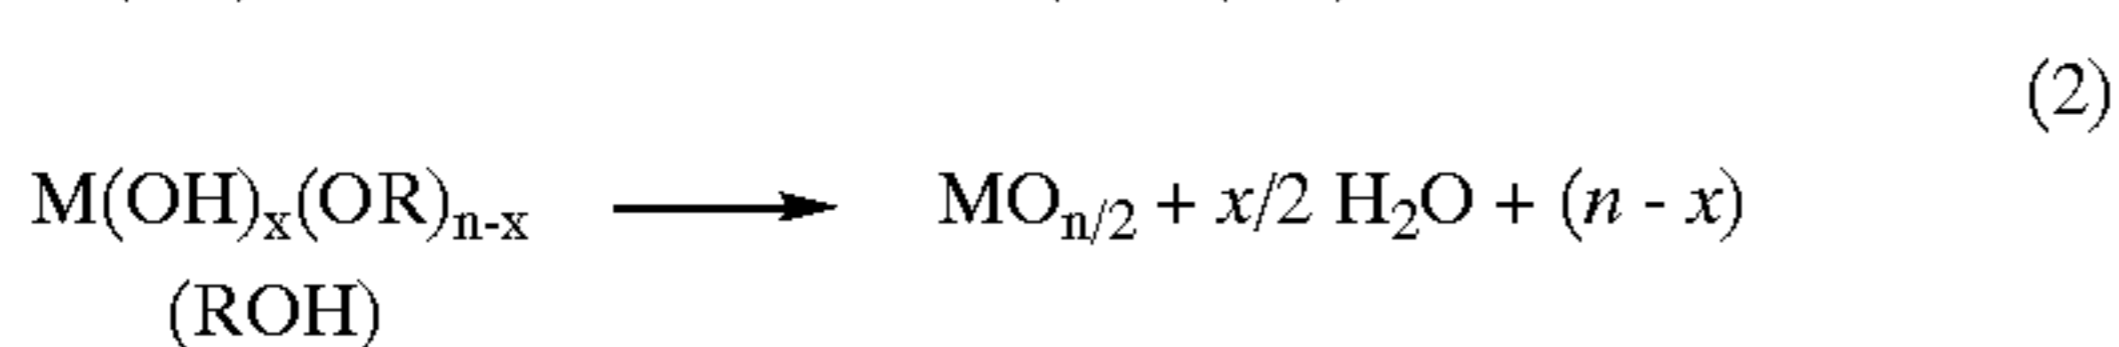 (2)
M(OH)ₓ(OR)ₙ₋ₓ ⟶ MOₙ/₂ + x/2 H₂O + (n - x)
(ROH)